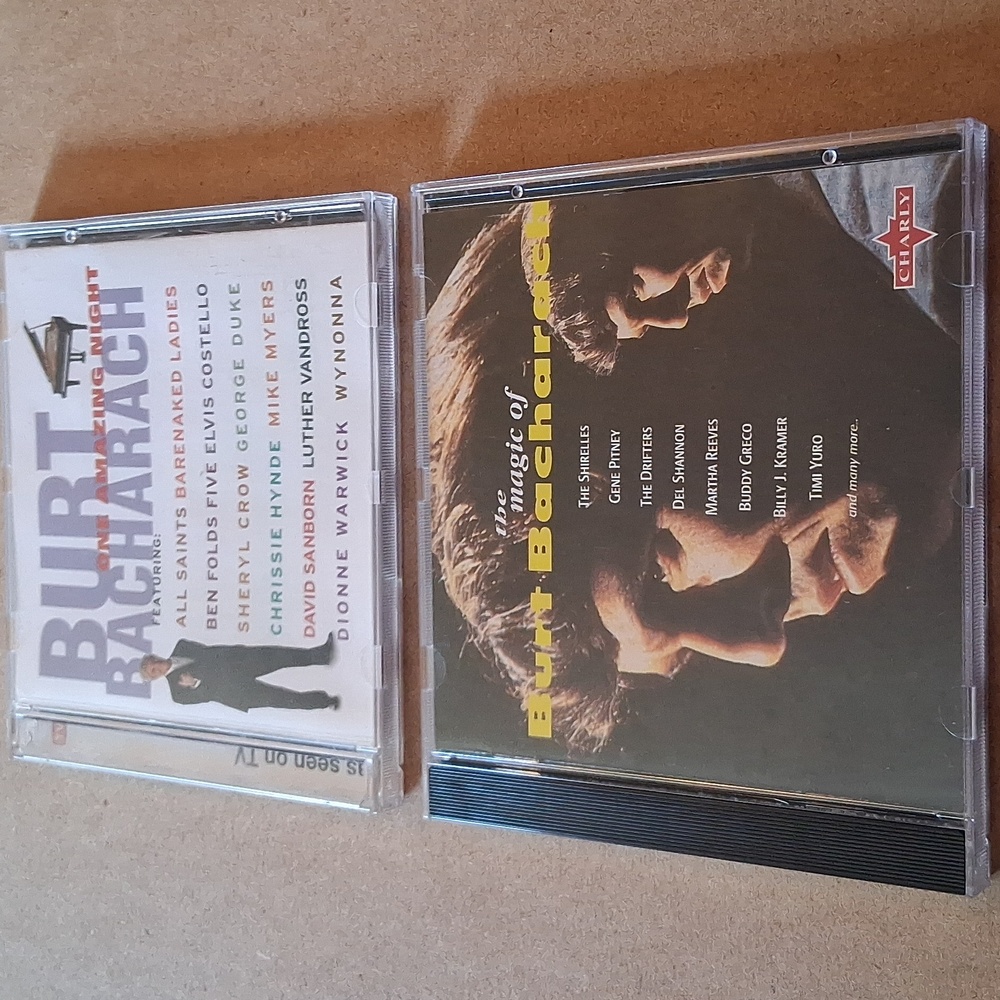 BURT
ONE AMAZING NIGHT
BACHARACH
FEATURING:
ALL SAINTS BARENAKED LADIES
BEN FOLDS FIVE ELVIS COSTELLO
SHERYL CROW GEORGE DUKE
CHRISSIE HYNDE MIKE MYERS
DAVID SANBORN LUTHER VANDROSS
DIONNE WARWICK WYNONNA
as seen on TV
the
magic of
Burt Bacharach
THE SHIRELLES
GENE PITNEY
THE DRIFTERS
DEL SHANNON
MARTHA REEVES
BUDDY GRECO
BILLY J. KRAMER
TIMI YURO
and many more..
CHARLY